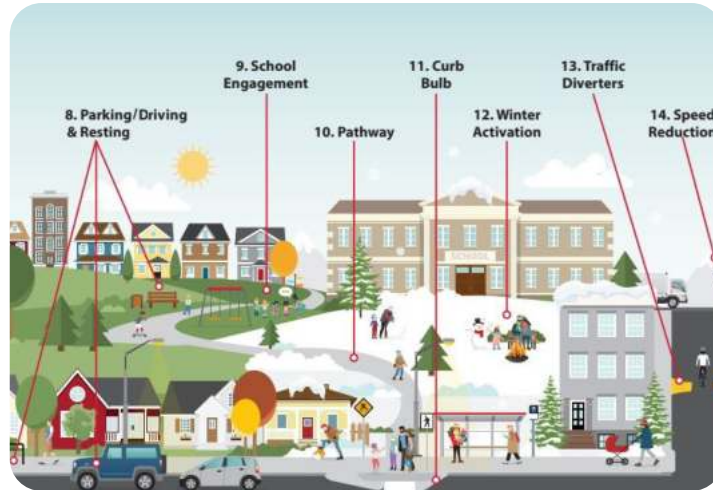 9. School
Engagement
11. Curb
Bulb
13. Traffic
Diverters
8. Parking/Driving
& Resting
10. Pathway
12. Winter
Activation
14. Speed
Reduction
SCHOOL